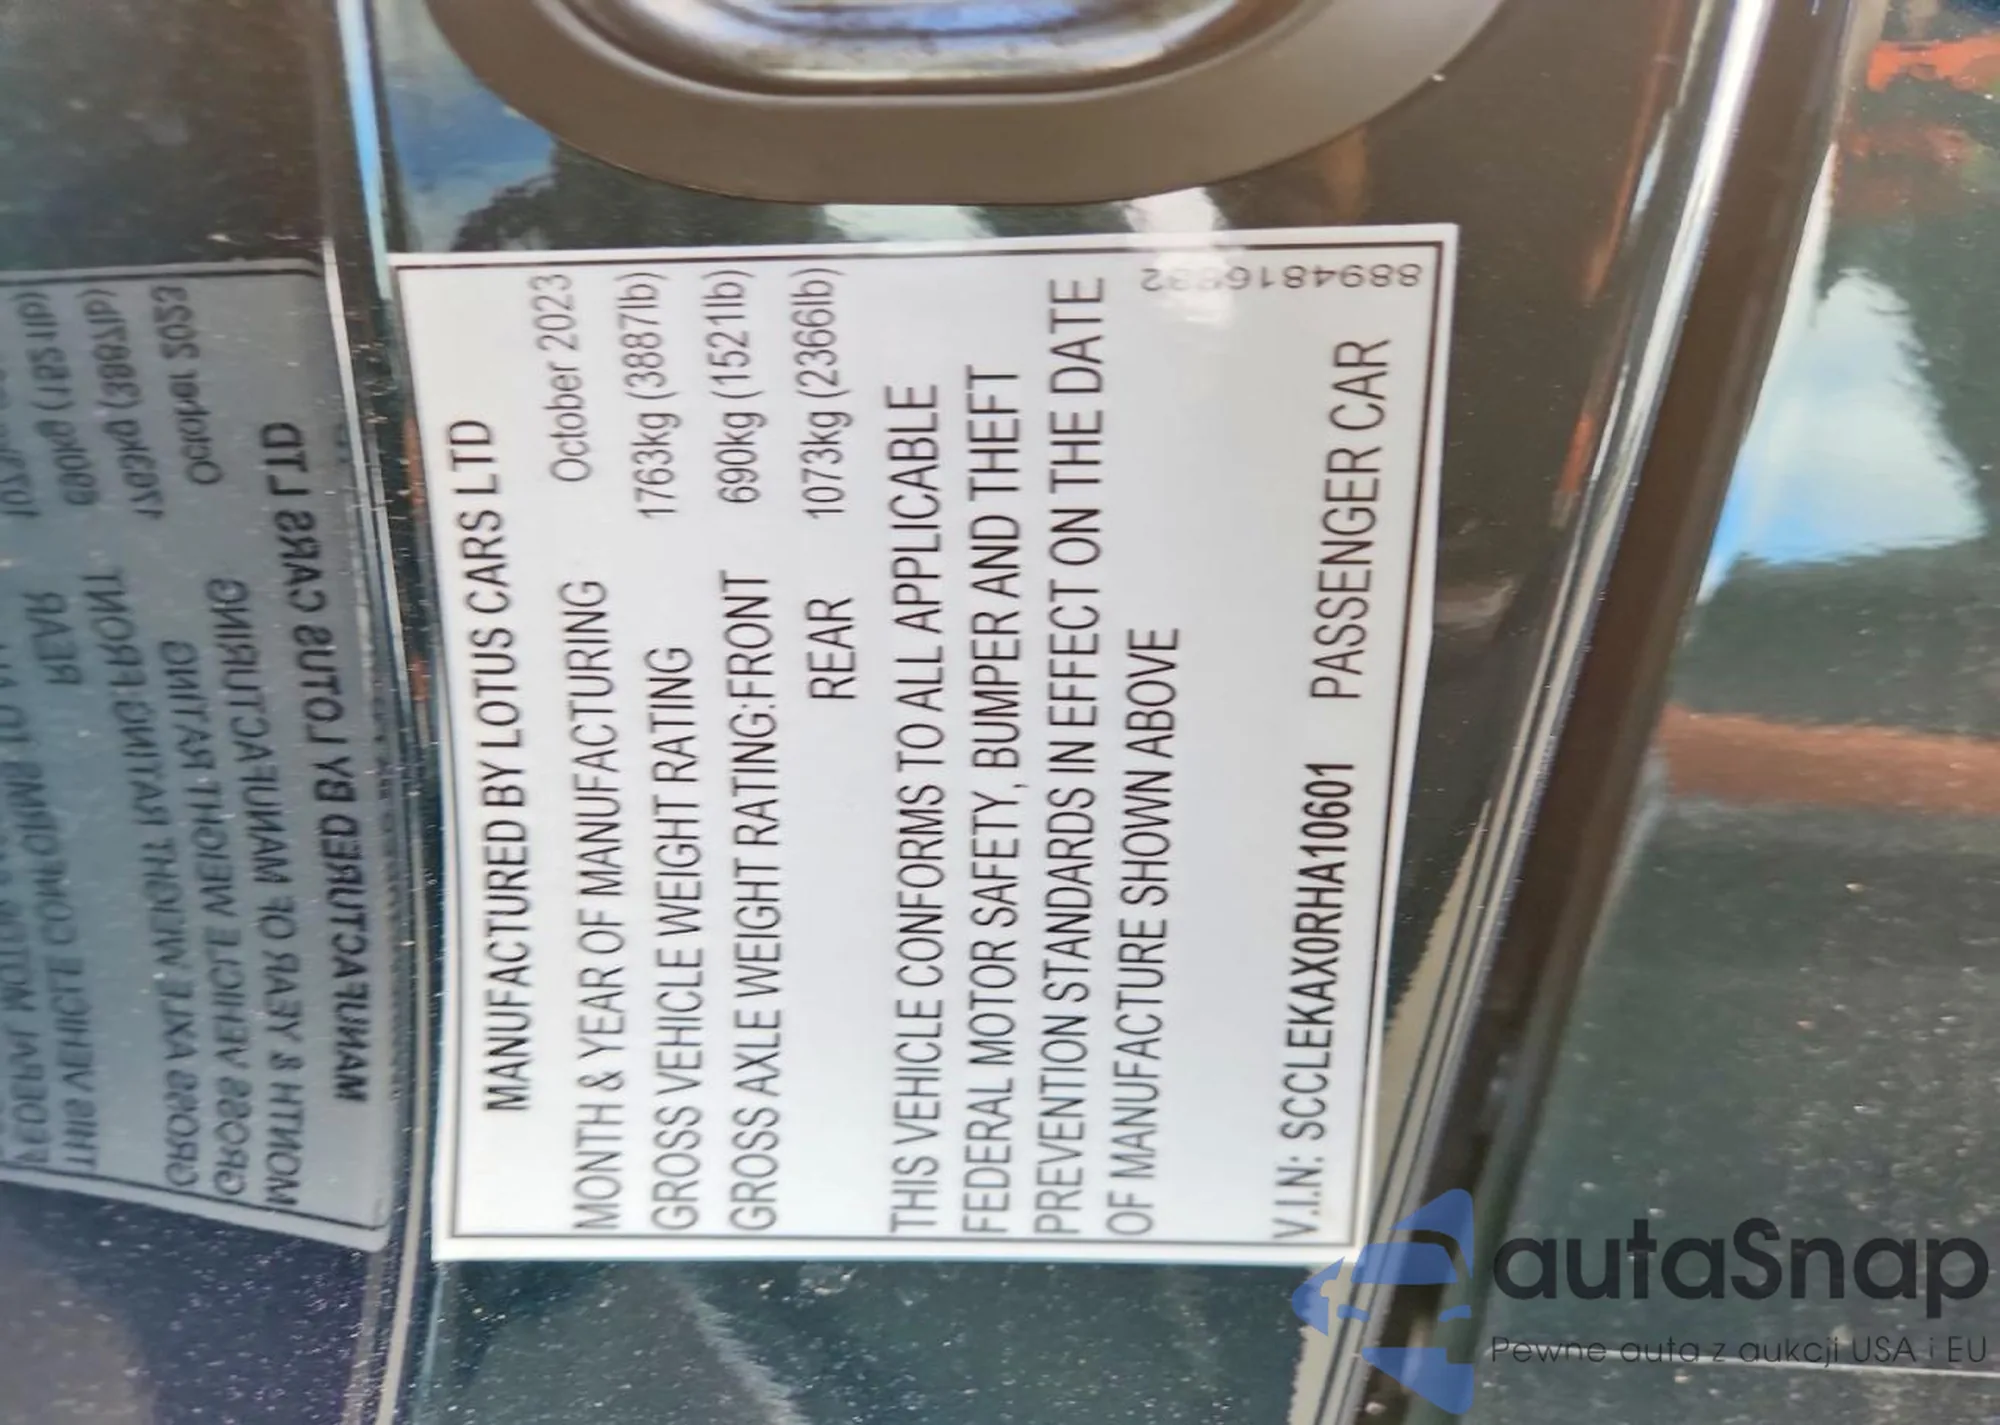 MANUFACTURED BY LOTUS CARS LTD
MONTH & YEAR OF MANUFACTURING October 2023
GROSS VEHICLE WEIGHT RATING 1763kg (3887lb)
GROSS AXLE WEIGHT RATING:FRONT 690kg (1521lb)
REAR 1073kg (2366lb)
THIS VEHICLE CONFORMS TO ALL APPLICABLE
FEDERAL MOTOR SAFETY, BUMPER AND THEFT
PREVENTION STANDARDS IN EFFECT ON THE DATE
OF MANUFACTURE SHOWN ABOVE
V.I.N: SCCLEKAX0RHA10601 PASSENGER CAR
autaSnap
Pewne auta z aukcji USA i EU